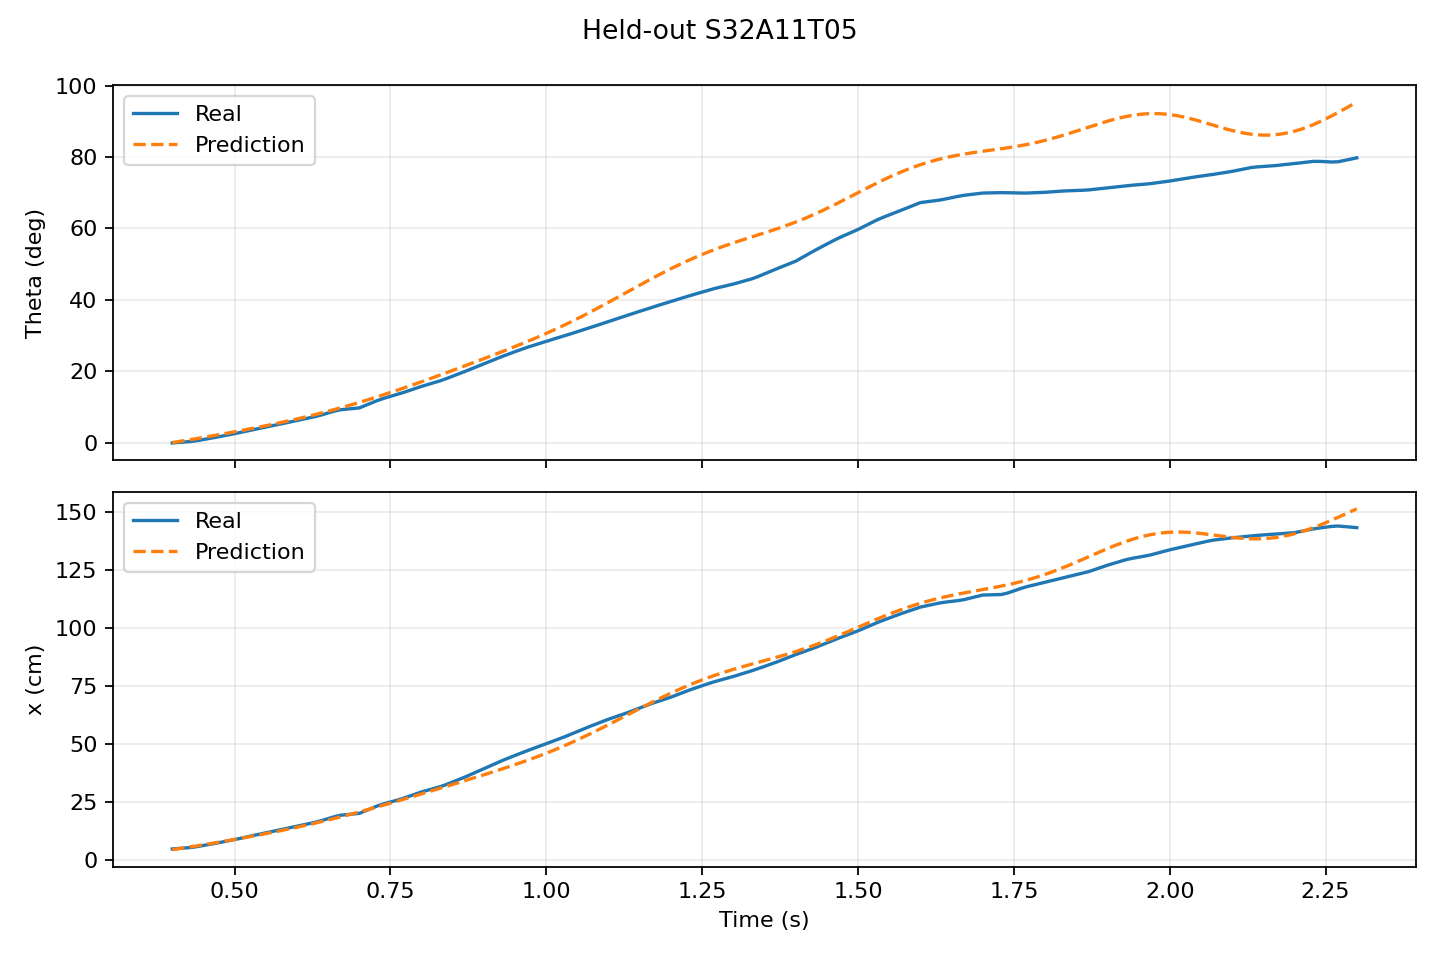 Held-out S32A11T05
100
80
60
40
20
0
Theta (deg)
Real
Prediction
150
125
100
75
50
25
0
x (cm)
Real
Prediction
0.50 0.75 1.00 1.25 1.50 1.75 2.00 2.25
Time (s)